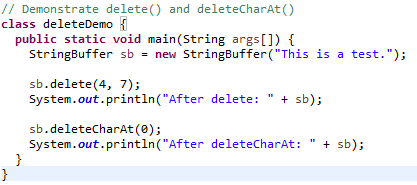 // Demonstrate delete() and deleteCharAt()
class deleteDemo {
  public static void main(String args[]) {
    StringBuffer sb = new StringBuffer("This is a test.");

    sb.delete(4, 7);
    System.out.println("After delete: " + sb);

    sb.deleteCharAt(0);
    System.out.println("After deleteCharAt: " + sb);
  }
}